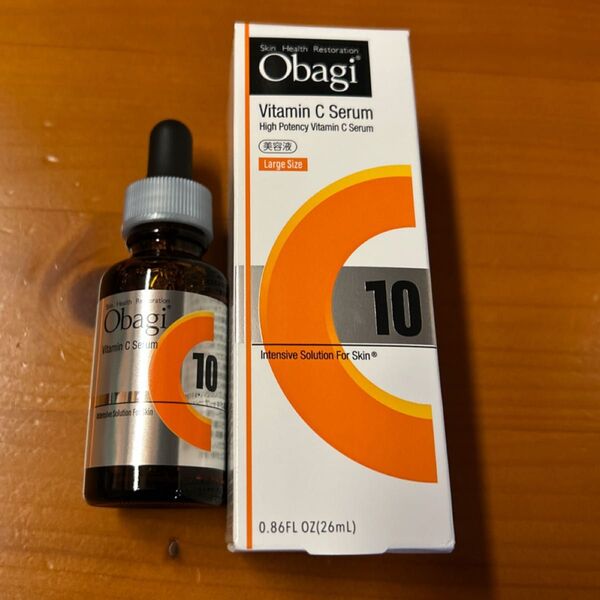 Skin Health Restoration
Obagi®
Vitamin C Serum
High Potency Vitamin C Serum
美容液
Large Size
C
10
Intensive Solution For Skin®
0.86FL OZ(26mL)
Skin Health Restoration
Obagi®
Vitamin C Serum
C
10
Intensive Solution For Skin